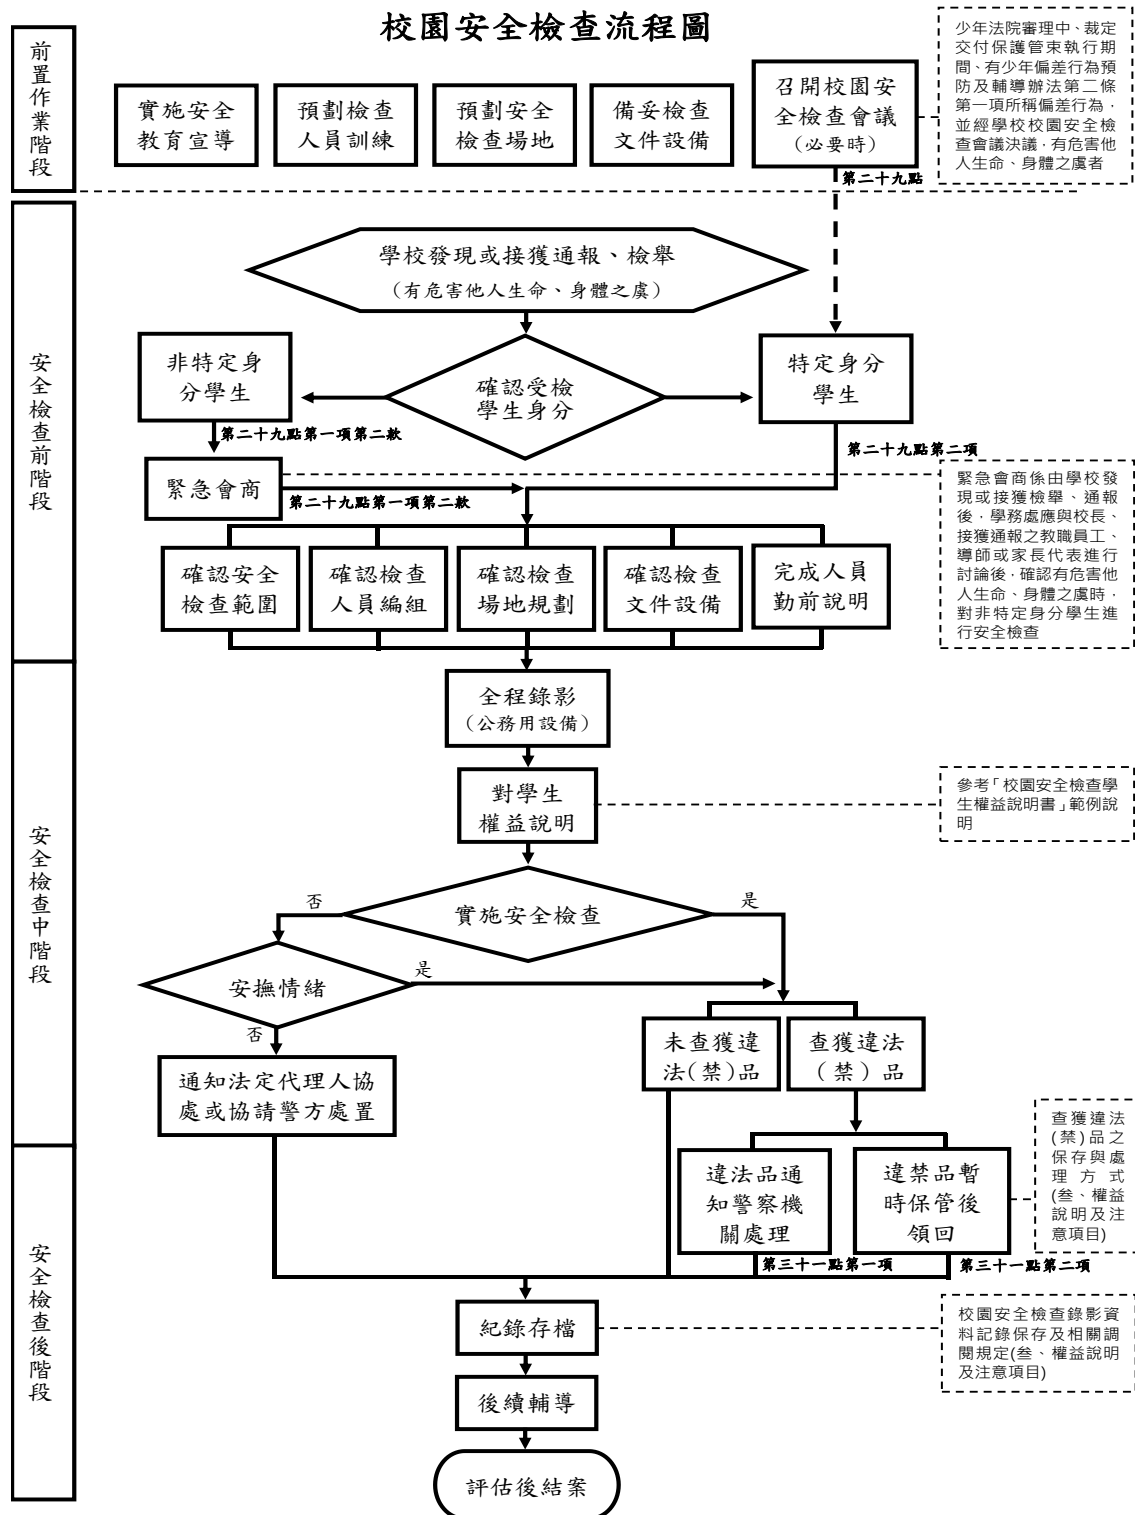 校園安全檢查流程圖
前置作業階段
實施安全
教育宣導
預劃檢查
人員訓練
預劃安全
檢查場地
備妥檢查
文件設備
召開校園安
全檢查會議
(必要時)
少年法院審理中、裁定
交付保護管束執行期
間、有少年偏差行為預
防及輔導辦法第二條
第一項所稱偏差行為，
並經學校校園安全檢
查會議決議，有危害他
人生命、身體之虞者
第二十九點
安全檢查前階段
學校發現或接獲通報、檢舉
(有危害他人生命、身體之虞)
非特定身
分學生
確認受檢
學生身分
特定身分
學生
第二十九點第一項第二款
第二十九點第二項
緊急會商
第二十九點第一項第二款
緊急會商係由學校發
現或接獲檢舉、通報
後，學務處應與校長、
接獲通報之教職員工、
導師或家長代表進行
討論後，確認有危害他
人生命、身體之虞時，
對非特定身分學生進
行安全檢查
確認安全
檢查範圍
確認檢查
人員編組
確認檢查
場地規劃
確認檢查
文件設備
完成人員
勤前說明
安全檢查中階段
全程錄影
(公務用設備)
對學生
權益說明
參考「校園安全檢查學
生權益說明書」範例說
明
實施安全檢查
否
是
安撫情緒
是
否
通知法定代理人協
處或協請警方處置
未查獲違
法(禁)品
查獲違法
(禁)品
安全檢查後階段
違法品通
知警察機
關處理
違禁品暫
時保管後
領回
查獲違法
(禁)品之
保存與處
理方式
(叁、權益
說明及注
意項目)
第三十一點第一項
第三十一點第二項
紀錄存檔
校園安全檢查錄影資
料記錄保存及相關調
閱規定(叁、權益說明
及注意項目)
後續輔導
評估後結案